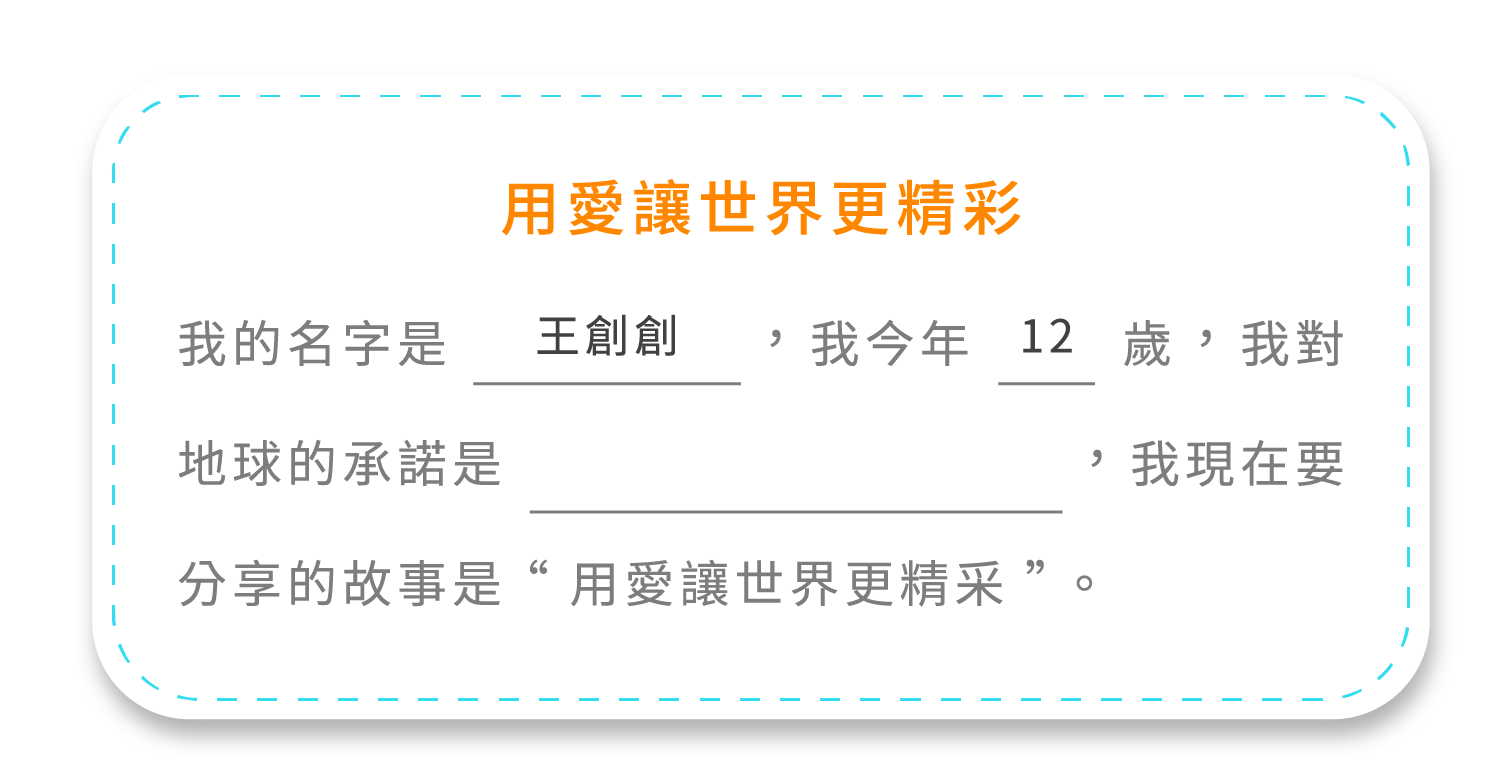 用愛讓世界更精彩
我的名字是 王創創 ，我今年 12 歲，我對
地球的承諾是 ，我現在要
分享的故事是“用愛讓世界更精采”。